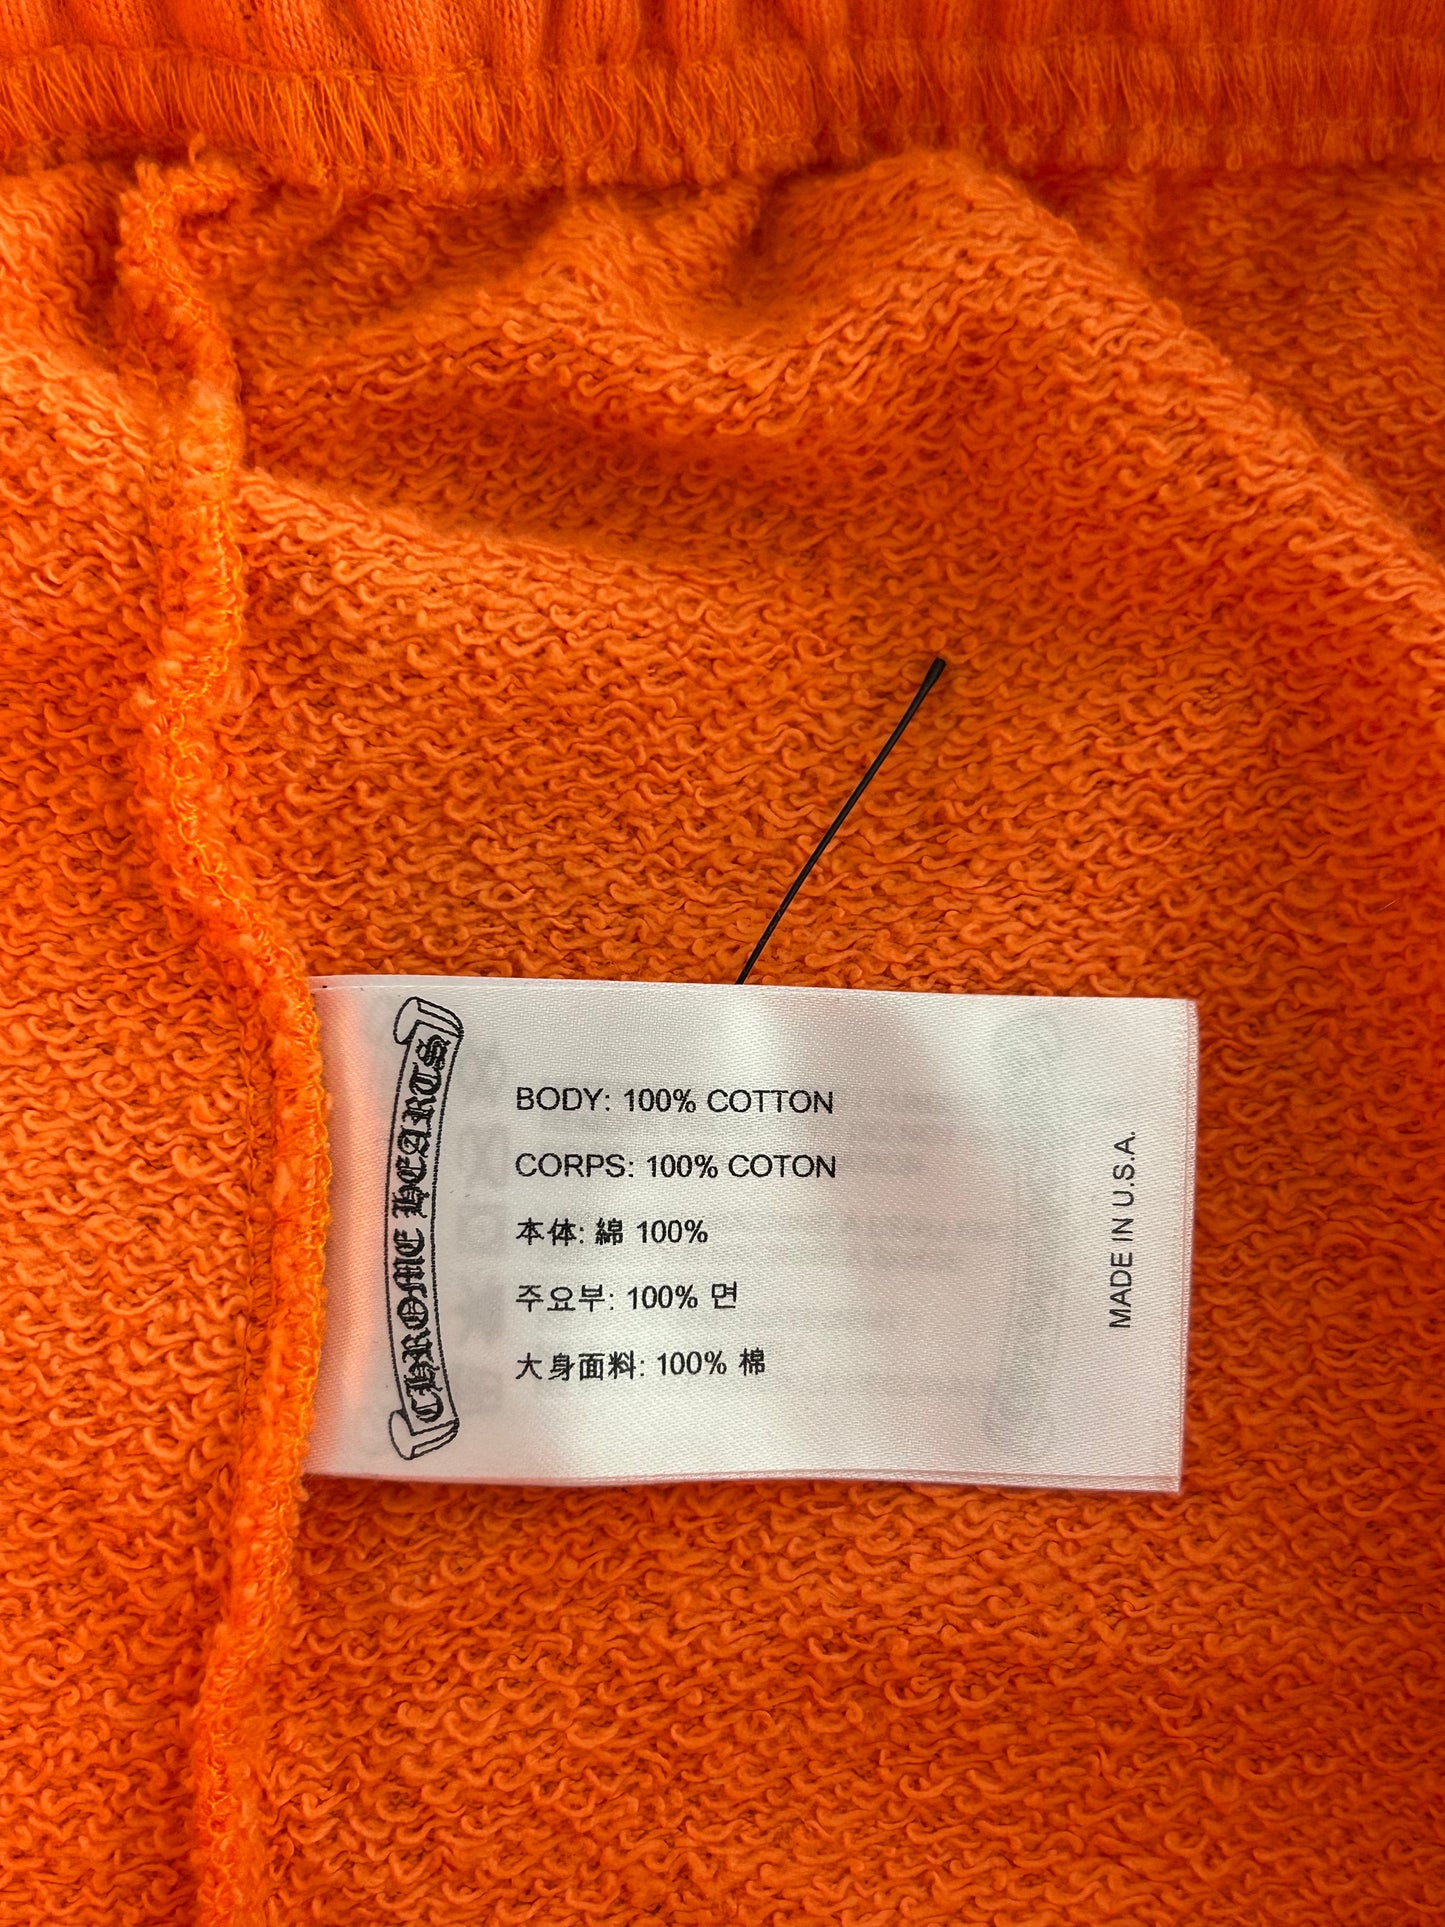 CHROME HEARTS
BODY: 100% COTTON
CORPS: 100% COTON
本体: 綿 100%
주요부: 100% 면
大身面料: 100% 棉
MADE IN U.S.A.